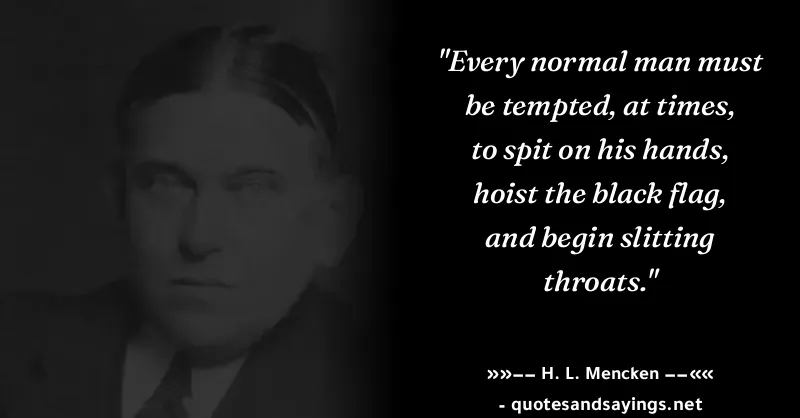 "Every normal man must
be tempted, at times,
to spit on his hands,
hoist the black flag,
and begin slitting
throats."
»»–– H. L. Mencken ––««
- quotesandsayings.net